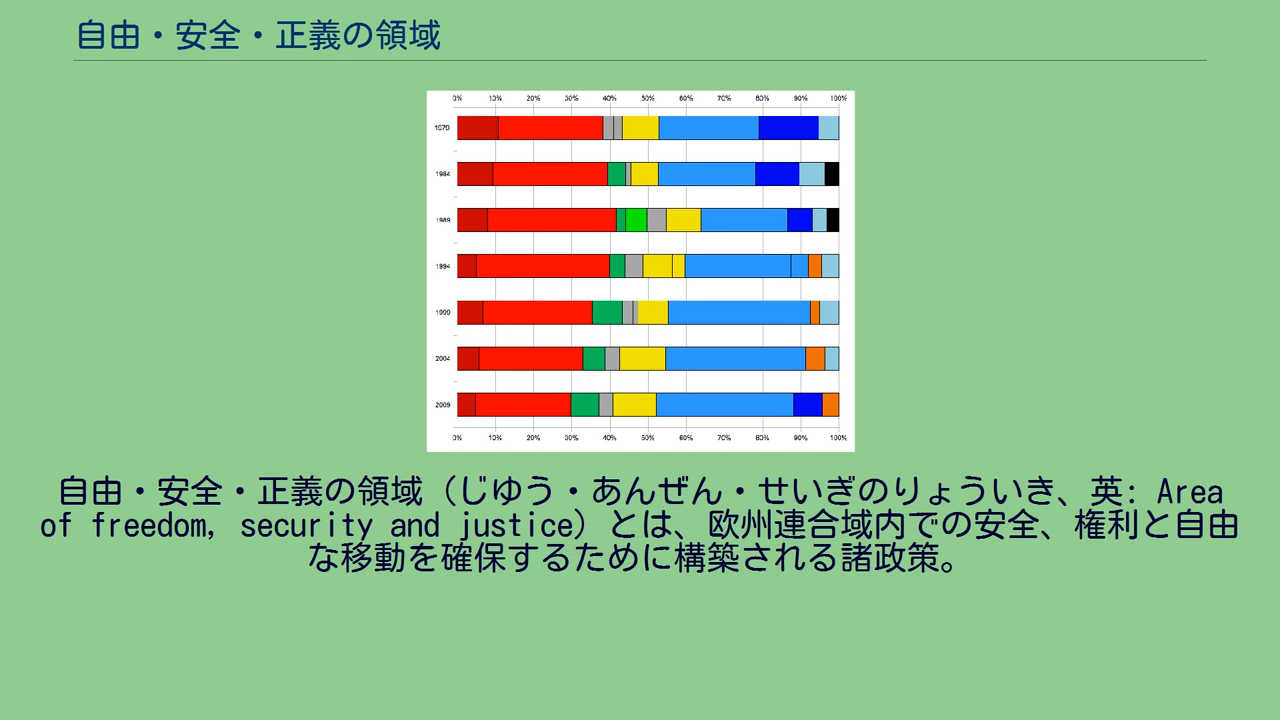 自由・安全・正義の領域
0% 10% 20% 30% 40% 50% 60% 70% 80% 90% 100%
1979
1984
1989
1994
1999
2004
2009
0% 10% 20% 30% 40% 50% 60% 70% 80% 90% 100%
自由・安全・正義の領域（じゆう・あんぜん・せいぎのりょういき、英: Area
of freedom, security and justice）とは、欧州連合域内での安全、権利と自由
な移動を確保するために構築される諸政策。